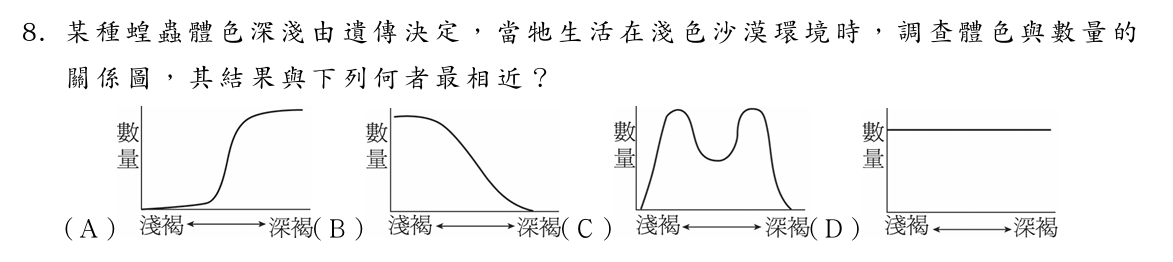 8. 某種蝗蟲體色深淺由遺傳決定，當牠生活在淺色沙漠環境時，調查體色與數量的
關係圖，其結果與下列何者最相近？
(A) 數量 淺褐 深褐 (B) 數量 淺褐 深褐 (C) 數量 淺褐 深褐 (D) 數量 淺褐 深褐